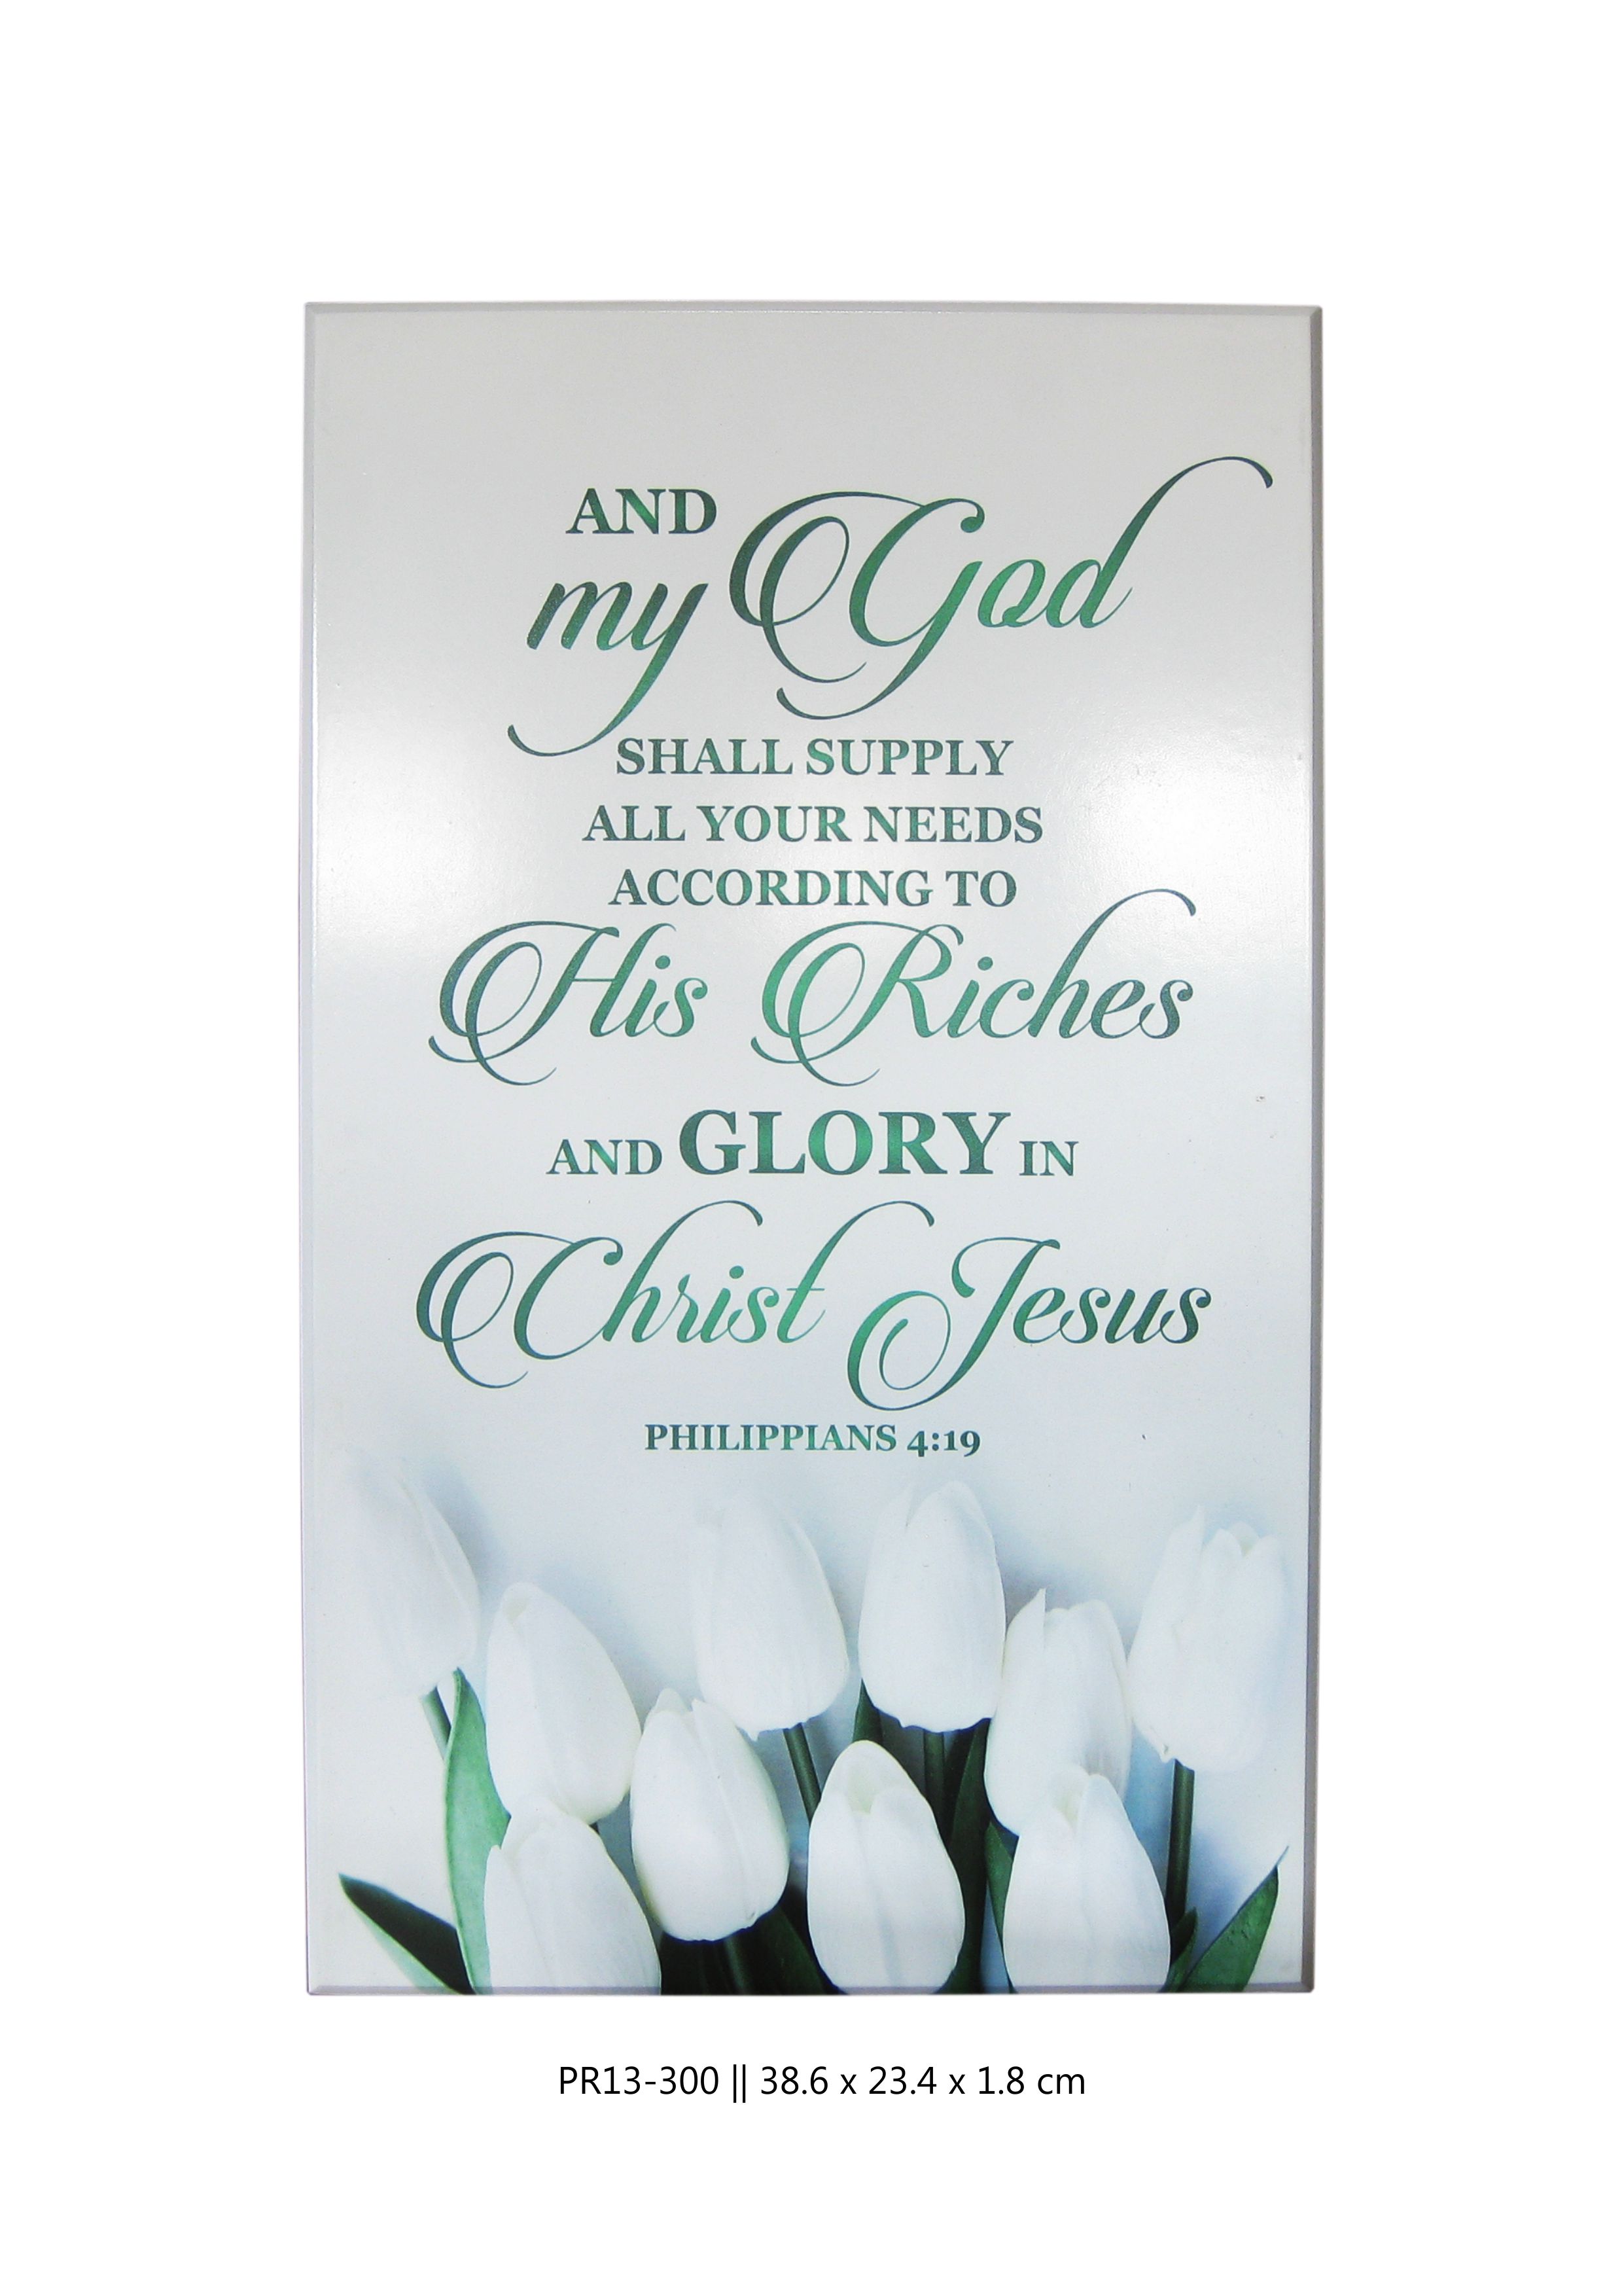 AND
my God
SHALL SUPPLY
ALL YOUR NEEDS
ACCORDING TO
His Riches
AND GLORY IN
Christ Jesus
PHILIPPIANS 4:19
PR13-300 || 38.6 x 23.4 x 1.8 cm